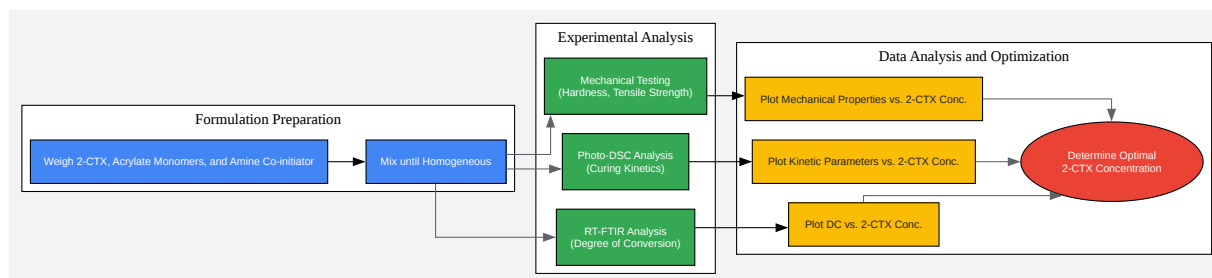 Formulation Preparation
Weigh 2-CTX, Acrylate Monomers, and Amine Co-initiator
Mix until Homogeneous
Experimental Analysis
Mechanical Testing
(Hardness, Tensile Strength)
Photo-DSC Analysis
(Curing Kinetics)
RT-FTIR Analysis
(Degree of Conversion)
Data Analysis and Optimization
Plot Mechanical Properties vs. 2-CTX Conc.
Plot Kinetic Parameters vs. 2-CTX Conc.
Plot DC vs. 2-CTX Conc.
Determine Optimal
2-CTX Concentration